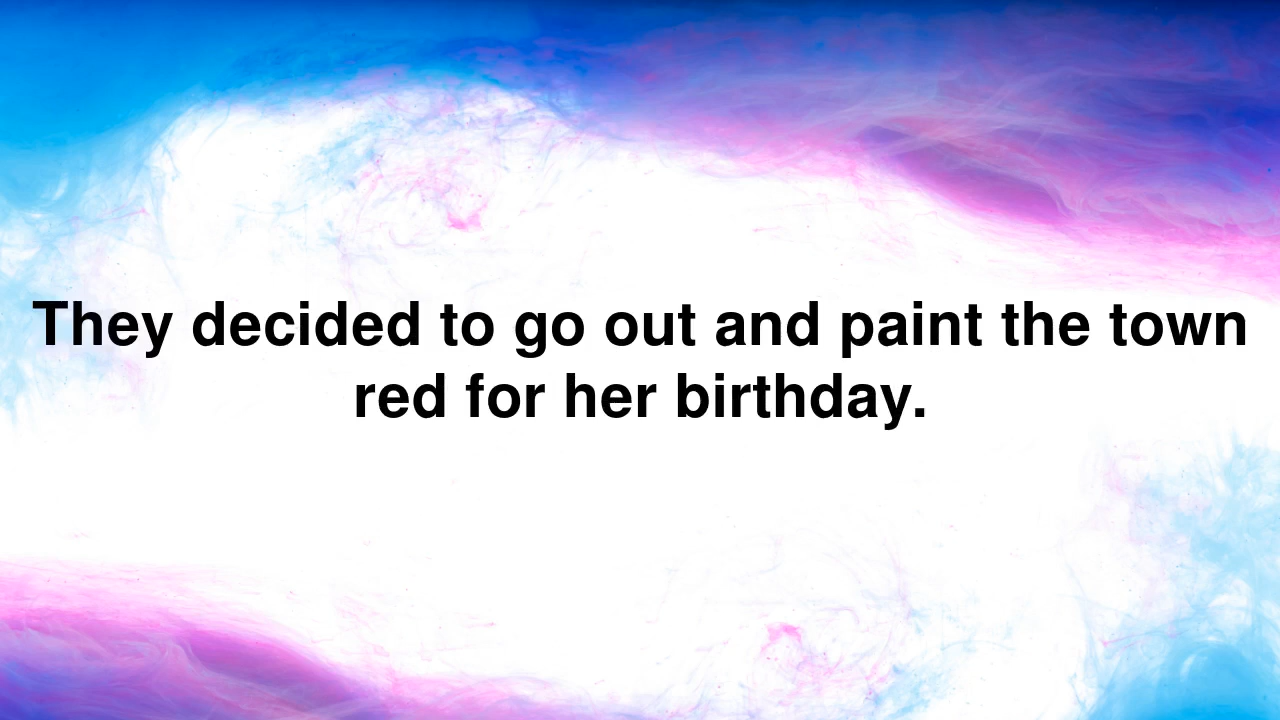 They decided to go out and paint the town
red for her birthday.